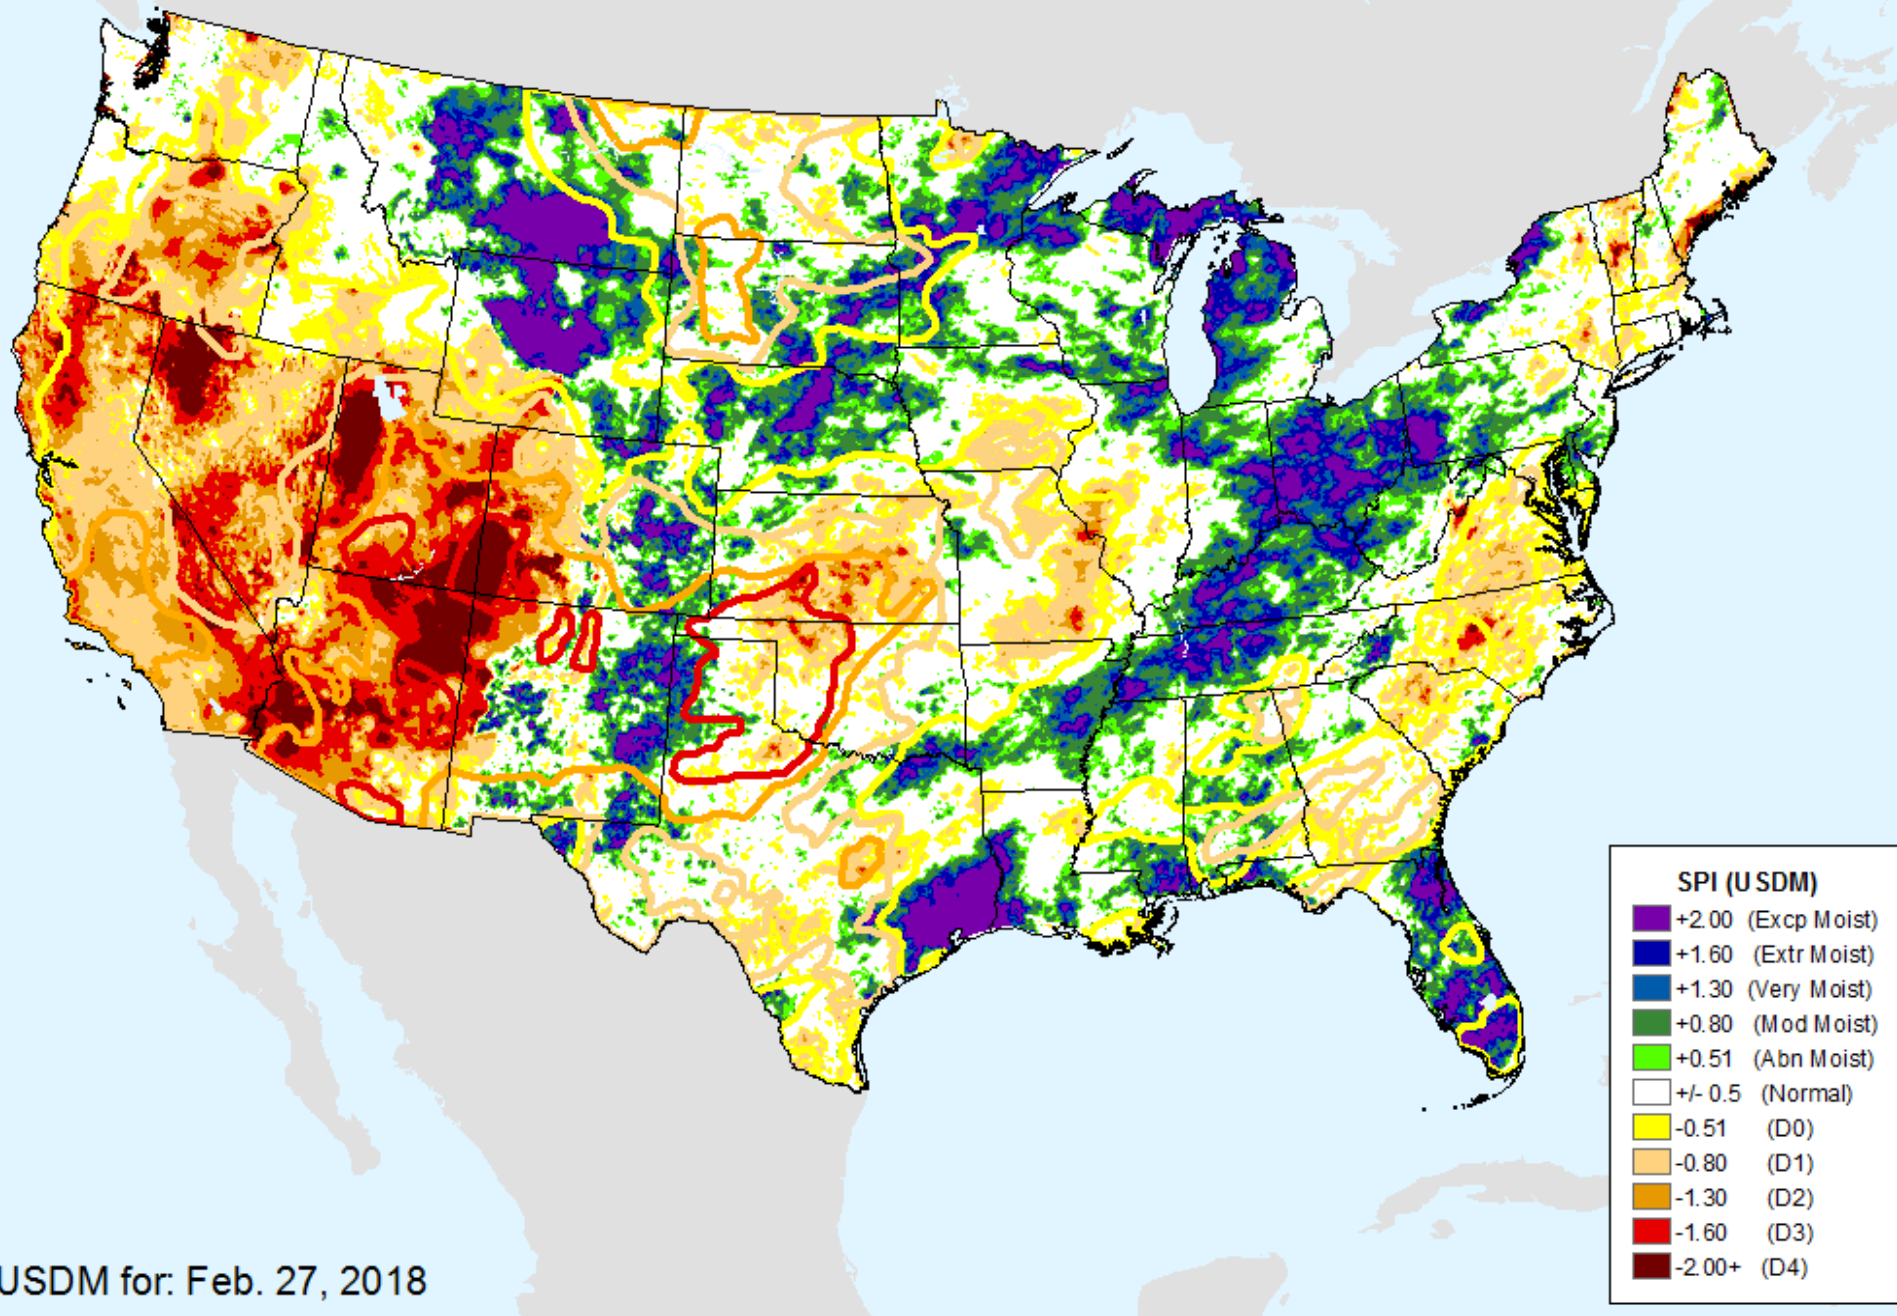 SPI (USDM)
+2.00 (Excp Moist)
+1.60 (Extr Moist)
+1.30 (Very Moist)
+0.80 (Mod Moist)
+0.51 (Abn Moist)
+/- 0.5 (Normal)
-0.51 (D0)
-0.80 (D1)
-1.30 (D2)
-1.60 (D3)
-2.00+ (D4)
USDM for: Feb. 27, 2018